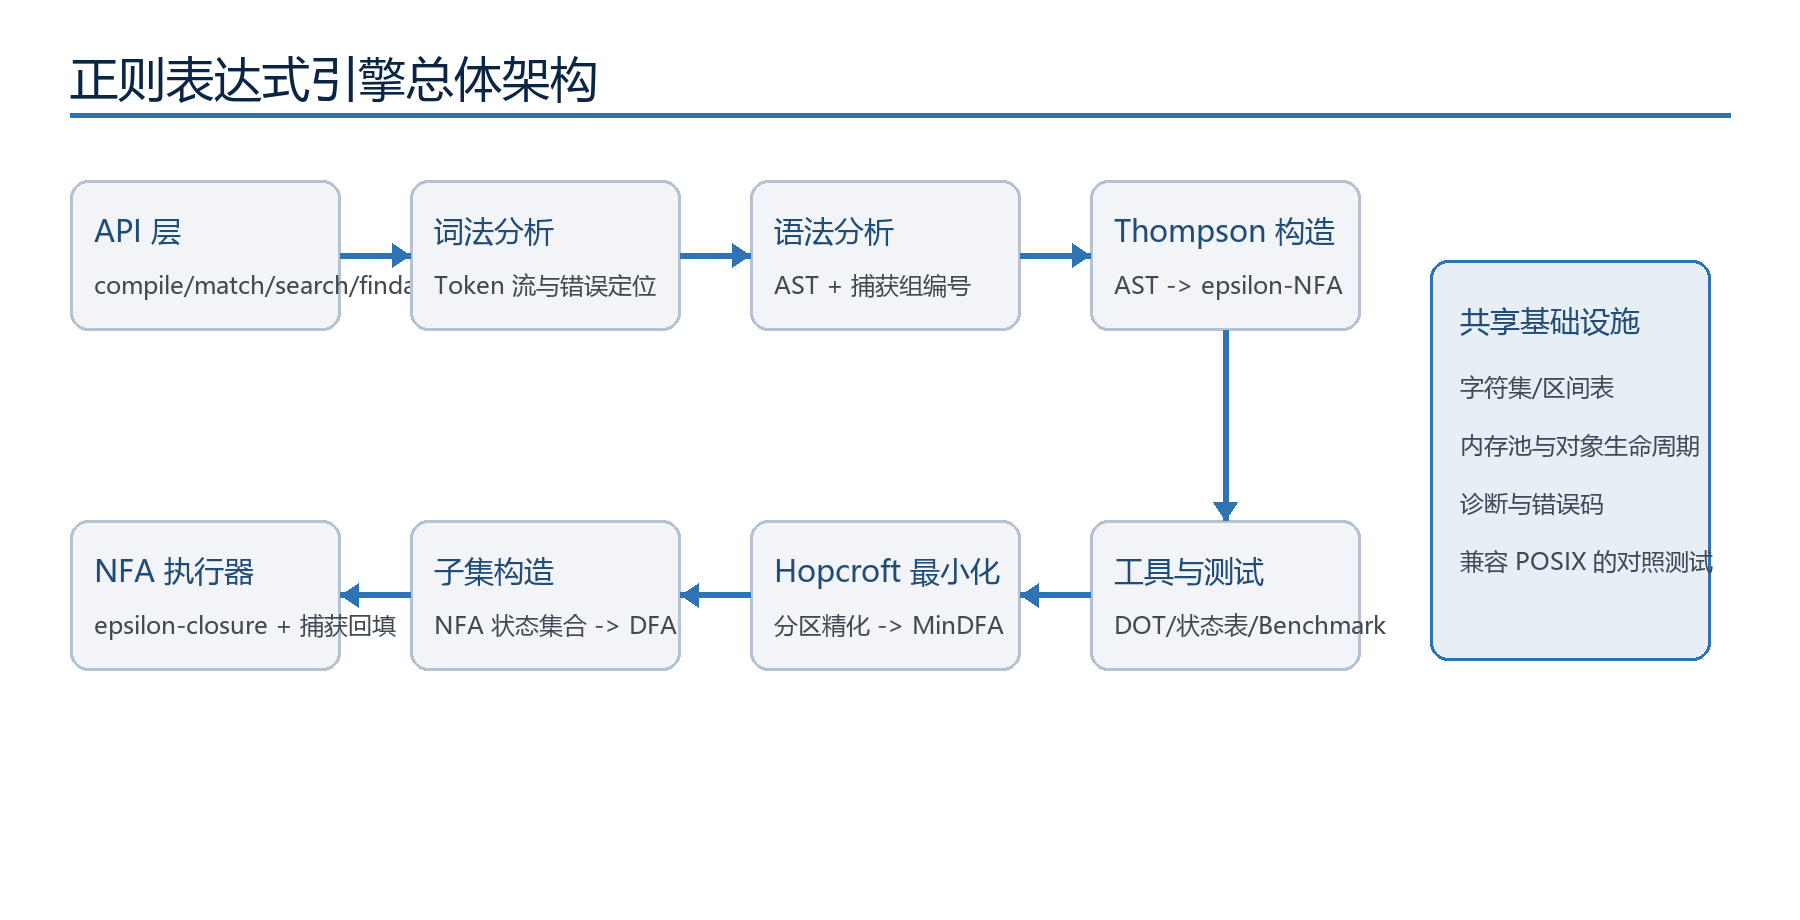 正则表达式引擎总体架构
API 层
compile/match/search/finda
词法分析
Token 流与错误定位
语法分析
AST + 捕获组编号
Thompson 构造
AST -> epsilon-NFA
共享基础设施
字符集/区间表
内存池与对象生命周期
诊断与错误码
兼容 POSIX 的对照测试
NFA 执行器
epsilon-closure + 捕获回填
子集构造
NFA 状态集合 -> DFA
Hopcroft 最小化
分区精化 -> MinDFA
工具与测试
DOT/状态表/Benchmark